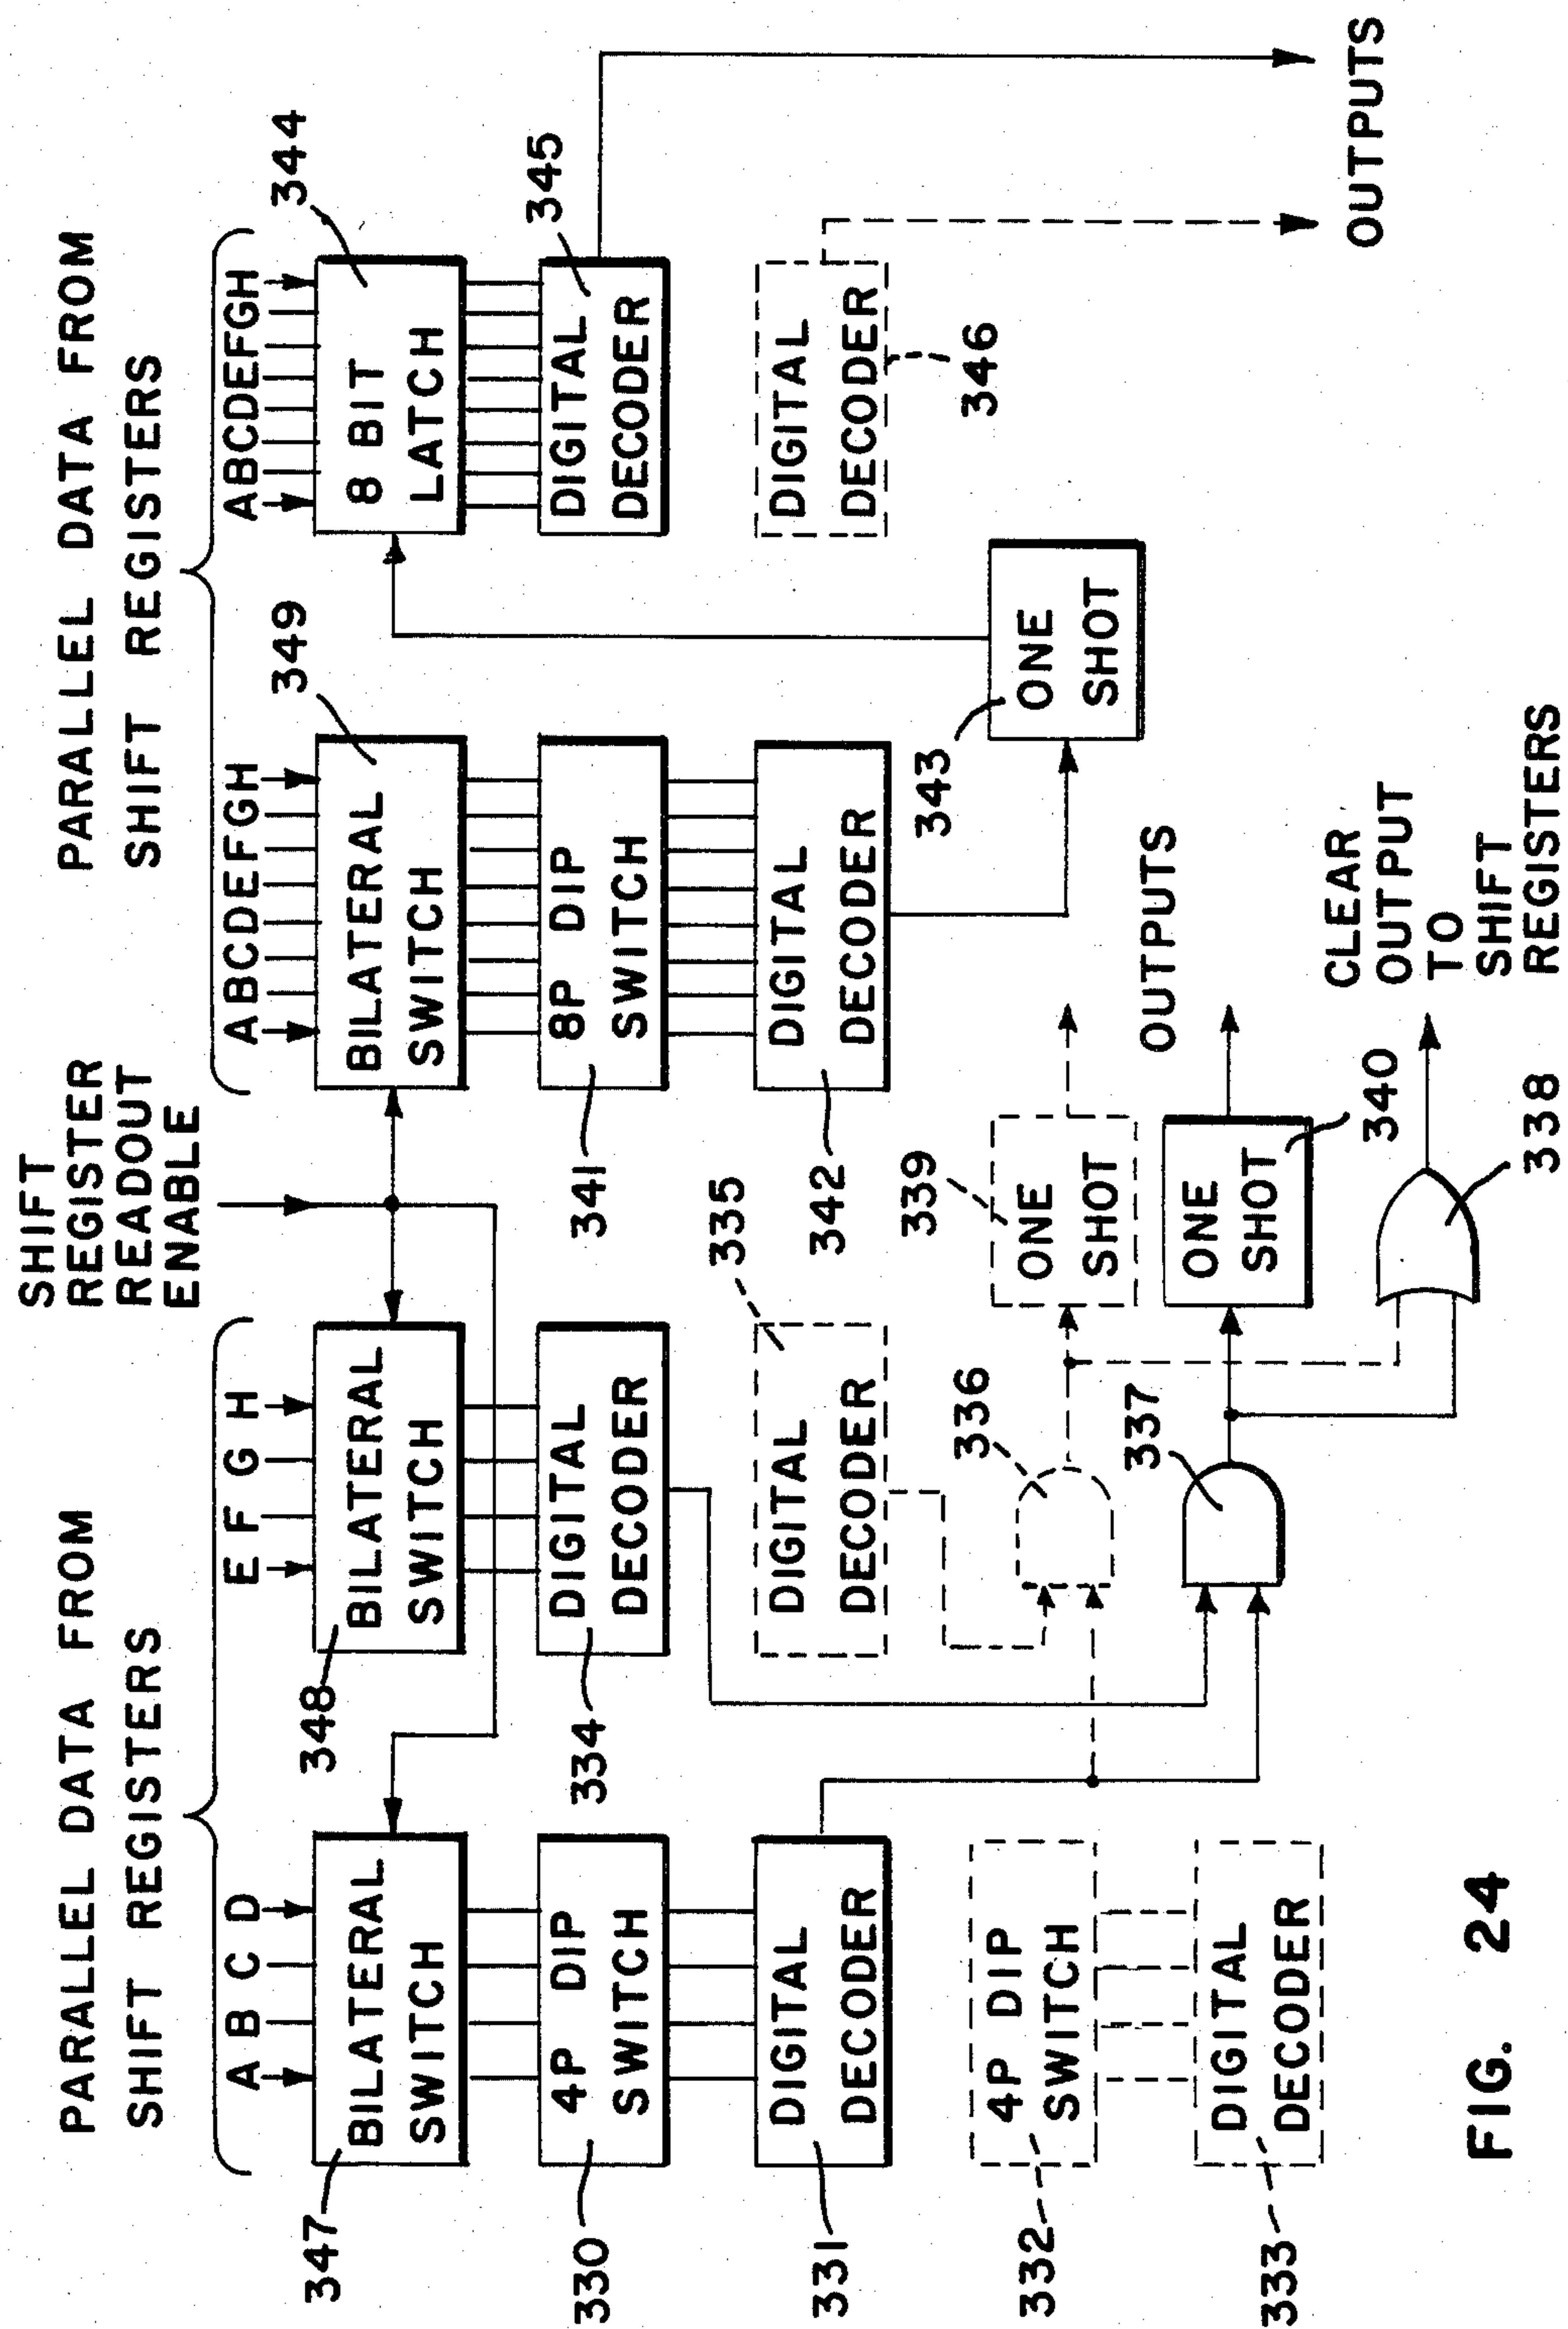 PARALLEL DATA FROM
SHIFT REGISTERS
SHIFT
REGISTER
READOUT
ENABLE
PARALLEL DATA FROM
SHIFT REGISTERS
A B C D
E F G H
ABCDEFGH
ABCDEFGH
347
BILATERAL
SWITCH
348
BILATERAL
SWITCH
349
BILATERAL
SWITCH
344
8 BIT
LATCH
330
4P DIP
SWITCH
334
DIGITAL
DECODER
341
8P DIP
SWITCH
345
DIGITAL
DECODER
331
DIGITAL
DECODER
335
DIGITAL
DECODER
342
DIGITAL
DECODER
346
DIGITAL
DECODER
332
4P DIP
SWITCH
336
339
ONE
SHOT
343
ONE
SHOT
333
DIGITAL
DECODER
337
340
ONE
SHOT
OUTPUTS
338
CLEAR
OUTPUT
TO
SHIFT
REGISTERS
OUTPUTS
FIG. 24